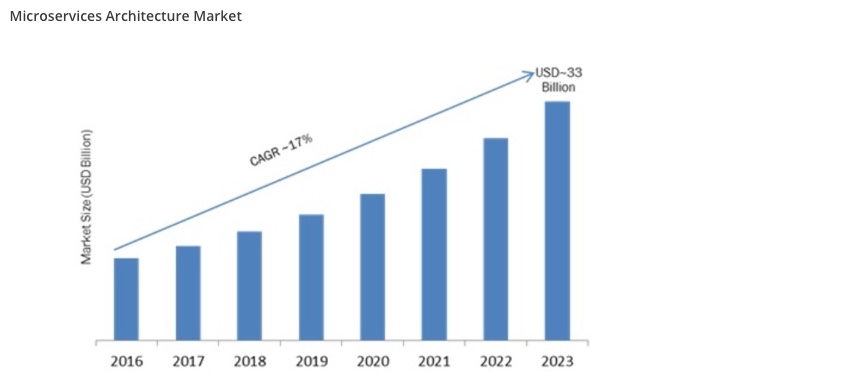 Microservices Architecture Market
USD~33
Billion
CAGR ~17%
Market Size (USD Billion)
2016 2017 2018 2019 2020 2021 2022 2023